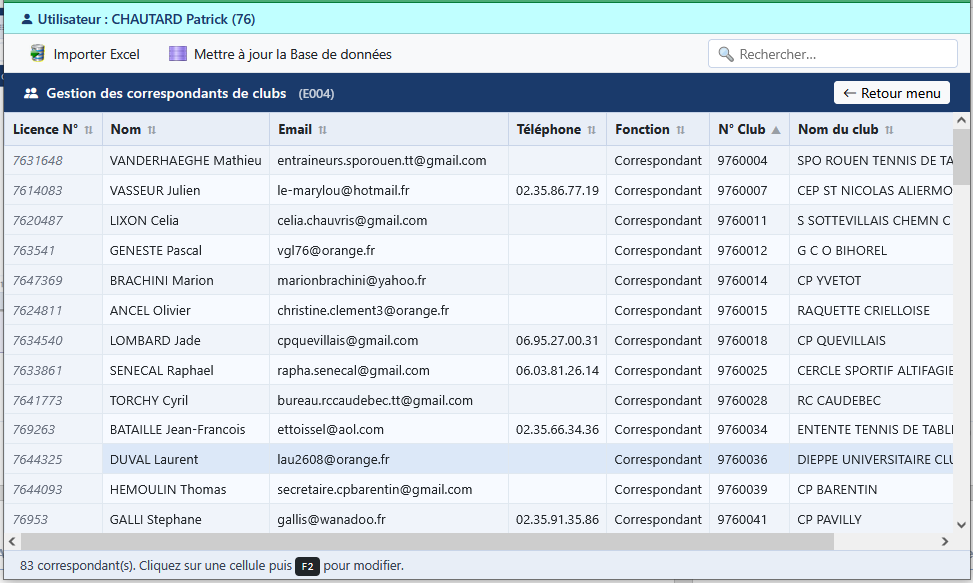 Utilisateur : CHAUTARD Patrick (76)
Importer Excel Mettre à jour la Base de données Rechercher...
Gestion des correspondants de clubs (E004) ← Retour menu
Licence N° Nom Email Téléphone Fonction N° Club Nom du club
7631648 VANDERHAEGHE Mathieu entraineurs.sporouen.tt@gmail.com Correspondant 9760004 SPO ROUEN TENNIS DE TA
7614083 VASSEUR Julien le-marylou@hotmail.fr 02.35.86.77.19 Correspondant 9760007 CEP ST NICOLAS ALIERMO
7620487 LIXON Celia celia.chauvris@gmail.com Correspondant 9760011 S SOTTEVILLAIS CHEMN C
763541 GENESTE Pascal vgl76@orange.fr Correspondant 9760012 G C O BIHOREL
7647369 BRACHINI Marion marionbrachini@yahoo.fr Correspondant 9760014 CP YVETOT
7624811 ANCEL Olivier christine.clement3@orange.fr Correspondant 9760015 RAQUETTE CRIELLOISE
7634540 LOMBARD Jade cpquevillais@gmail.com 06.95.27.00.31 Correspondant 9760018 CP QUEVILLAIS
7633861 SENECAL Raphael rapha.senecal@gmail.com 06.03.81.26.14 Correspondant 9760025 CERCLE SPORTIF ALTIFAGIE
7641773 TORCHY Cyril bureau.rccaudebec.tt@gmail.com Correspondant 9760028 RC CAUDEBEC
769263 BATAILLE Jean-Francois ettoissel@aol.com 02.35.66.34.36 Correspondant 9760034 ENTENTE TENNIS DE TABL
7644325 DUVAL Laurent lau2608@orange.fr Correspondant 9760036 DIEPPE UNIVERSITAIRE CLU
7644093 HEMOULIN Thomas secretaire.cpbarentin@gmail.com Correspondant 9760039 CP BARENTIN
76953 GALLI Stephane gallis@wanadoo.fr 02.35.91.35.86 Correspondant 9760041 CP PAVILLY
83 correspondant(s). Cliquez sur une cellule puis F2 pour modifier.